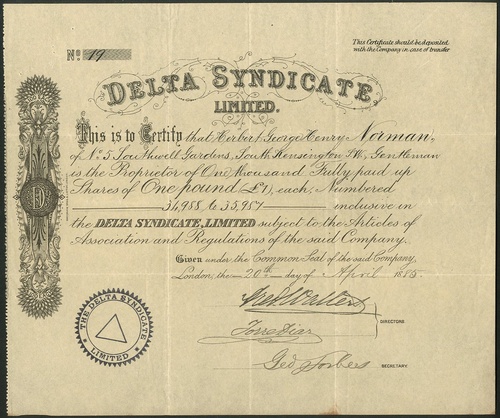 This Certificate should be deposited
with the Company in case of transfer
No. 19
DELTA SYNDICATE
LIMITED.
This is to Certify that Herbert George Henry Norman,
of No. 5 Southwell Gardens, South Kensington S.W., Gentleman
is the Proprietor of One thousand Fully paid up
Shares of One pound (£1) each, Numbered
34,988 to 35,987 inclusive in
the DELTA SYNDICATE, LIMITED subject to the Articles of
Association and Regulations of the said Company.
Given under the Common Seal of the said Company,
London, the 20th day of April 1885.
THE DELTA SYNDICATE
LIMITED
DIRECTORS
Geo G Forbes
SECRETARY.